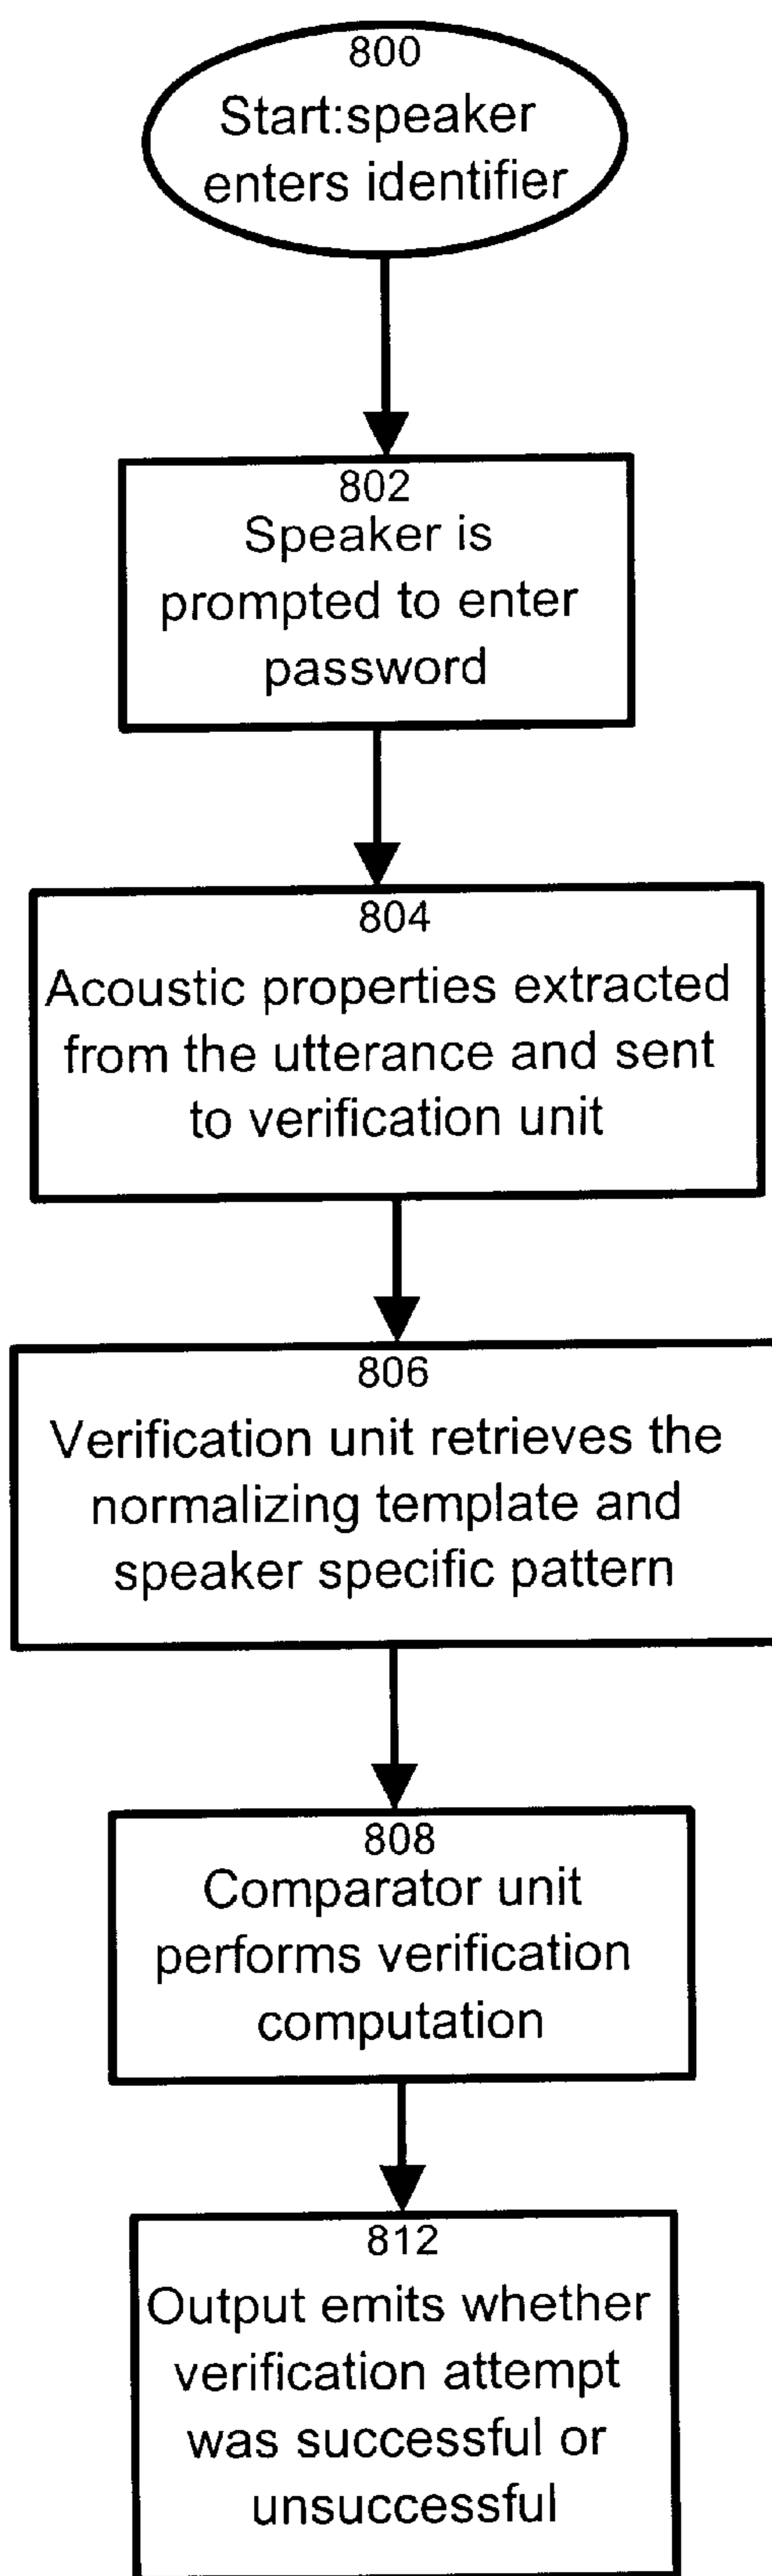 800
Start:speaker
enters identifier
802
Speaker is
prompted to enter
password
804
Acoustic properties extracted
from the utterance and sent
to verification unit
806
Verification unit retrieves the
normalizing template and
speaker specific pattern
808
Comparator unit
performs verification
computation
812
Output emits whether
verification attempt
was successful or
unsuccessful